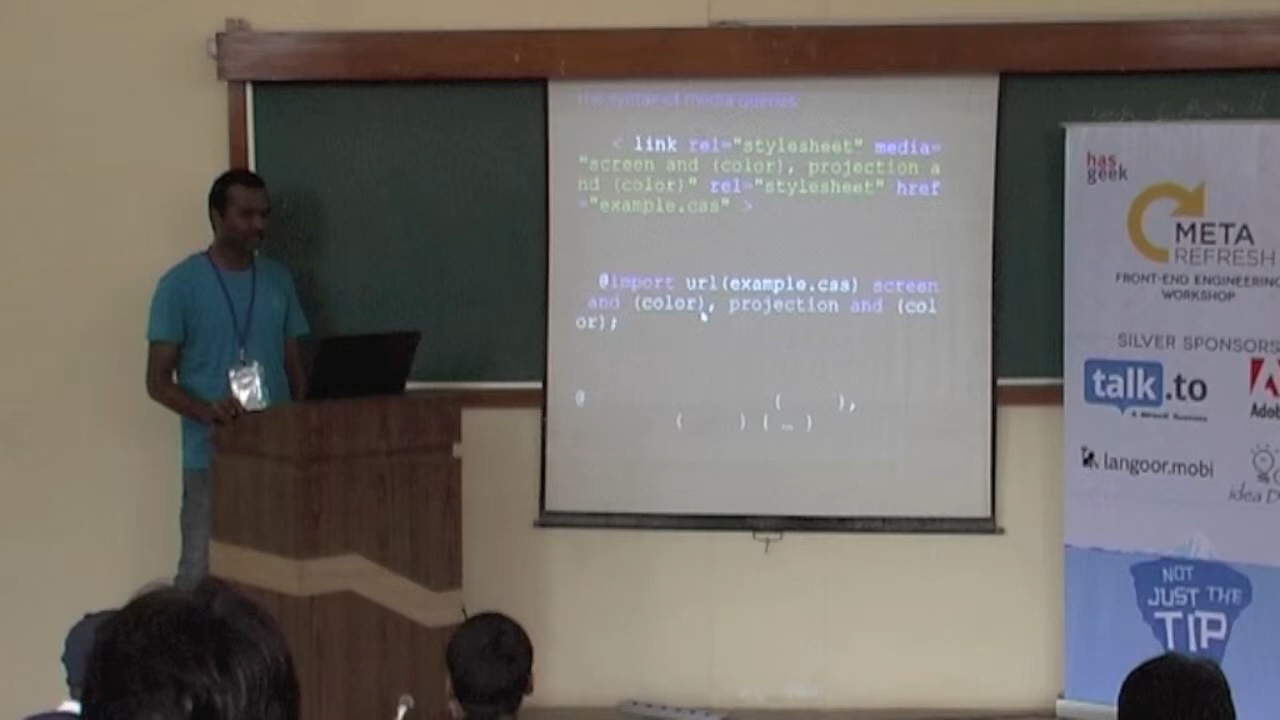 The syntax of media queries
< link rel="stylesheet" media=
"screen and (color), projection a
nd (color)" rel="stylesheet" href
="example.css" >
@import url(example.css) screen
and (color), projection and (col
or);
@ ( ),
( ) ( … )
has
geek
META
REFRESH
FRONT-END ENGINEERING
WORKSHOP
SILVER SPONSORS
talk.to
langoor.mobi
idea
NOT
JUST THE
TIP